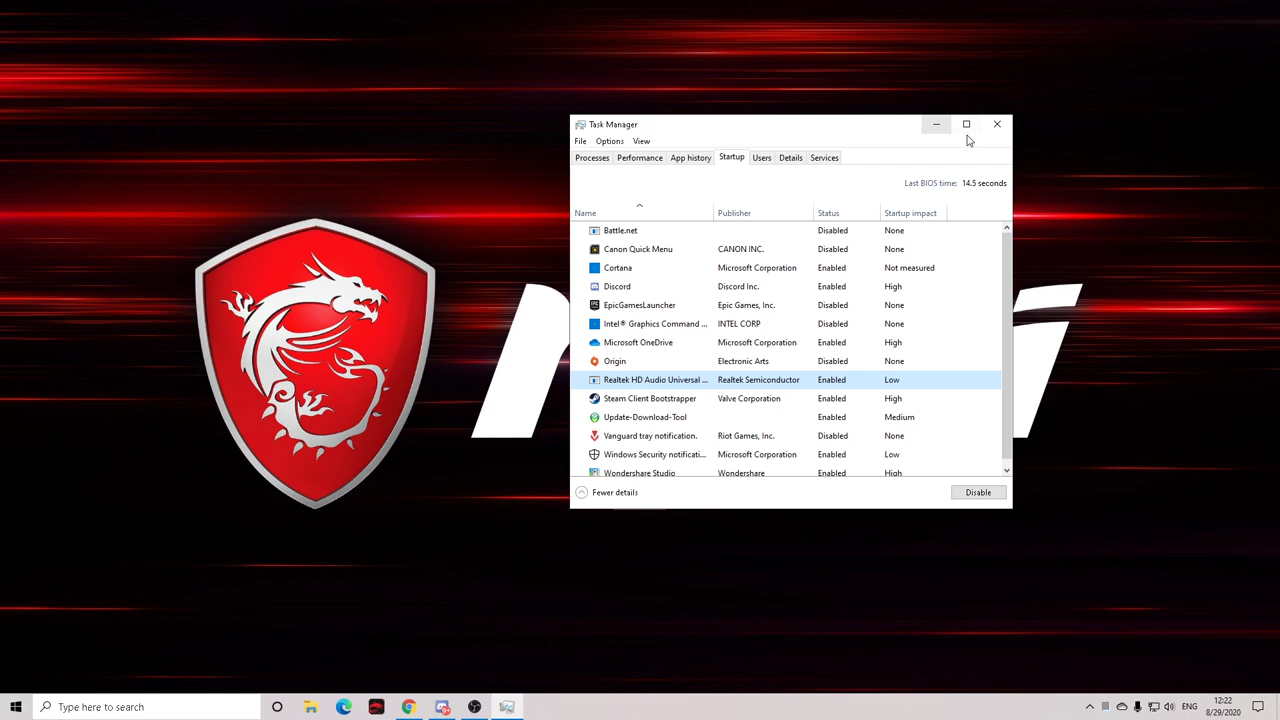 Task Manager
File Options View
Processes Performance App history Startup Users Details Services
Last BIOS time: 14.5 seconds
Name Publisher Status Startup impact
Battle.net Disabled None
Canon Quick Menu CANON INC. Disabled None
Cortana Microsoft Corporation Enabled Not measured
Discord Discord Inc. Enabled High
EpicGamesLauncher Epic Games, Inc. Disabled None
Intel® Graphics Command ... INTEL CORP Disabled None
Microsoft OneDrive Microsoft Corporation Enabled High
Origin Electronic Arts Disabled None
Realtek HD Audio Universal ... Realtek Semiconductor Enabled Low
Steam Client Bootstrapper Valve Corporation Enabled High
Update-Download-Tool Enabled Medium
Vanguard tray notification. Riot Games, Inc. Disabled None
Windows Security notificati... Microsoft Corporation Enabled Low
Wondershare Studio Wondershare Enabled High
Fewer details Disable
Type here to search
ENG
12:22
8/29/2020